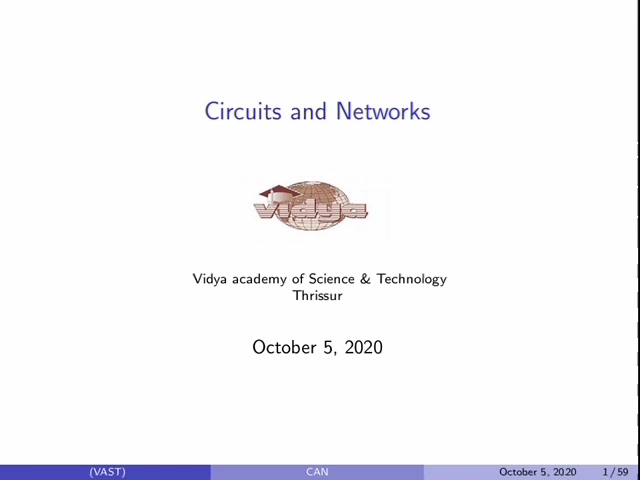 Circuits and Networks
vidya
Vidya academy of Science & Technology
Thrissur
October 5, 2020
(VAST) CAN October 5, 2020 1 / 59